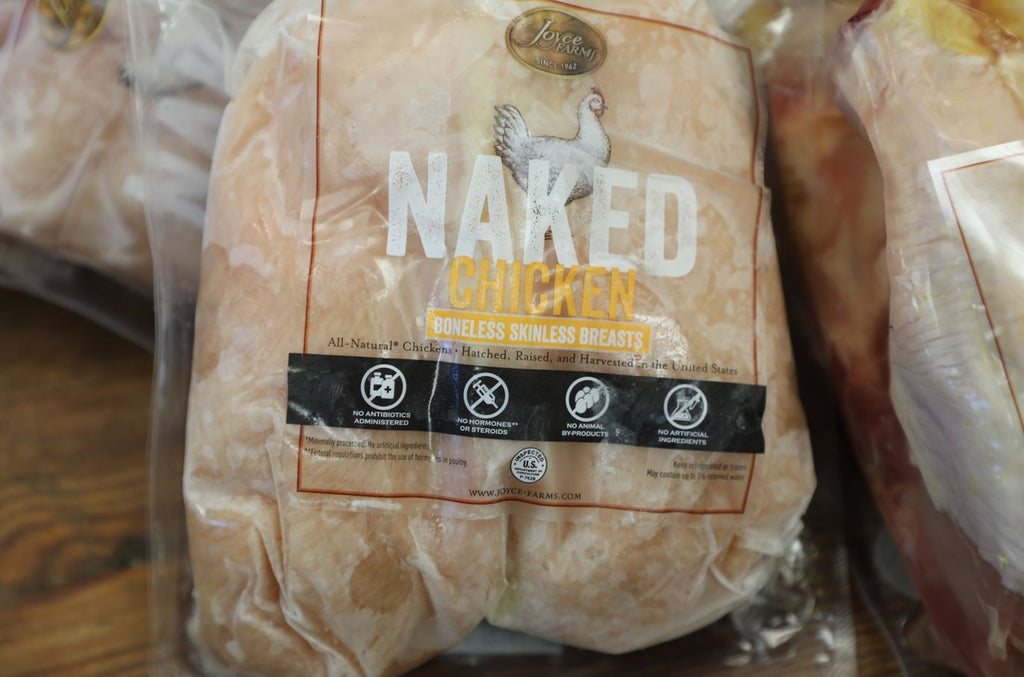 Joyce
FARMS
SINCE 1962
NAKED
CHICKEN
BONELESS SKINLESS BREASTS
All-Natural* Chickens • Hatched, Raised, and Harvested in the United States
NO ANTIBIOTICS
ADMINISTERED
NO HORMONES**
OR STEROIDS
NO ANIMAL
BY-PRODUCTS
NO ARTIFICIAL
INGREDIENTS
*Minimally processed. No artificial ingredients.
**Federal regulations prohibit the use of hormones in poultry.
INSPECTED
U.S.
DEPARTMENT OF
AGRICULTURE
Keep refrigerated or frozen.
May contain up to 5% retained water.
WWW.JOYCE-FARMS.COM